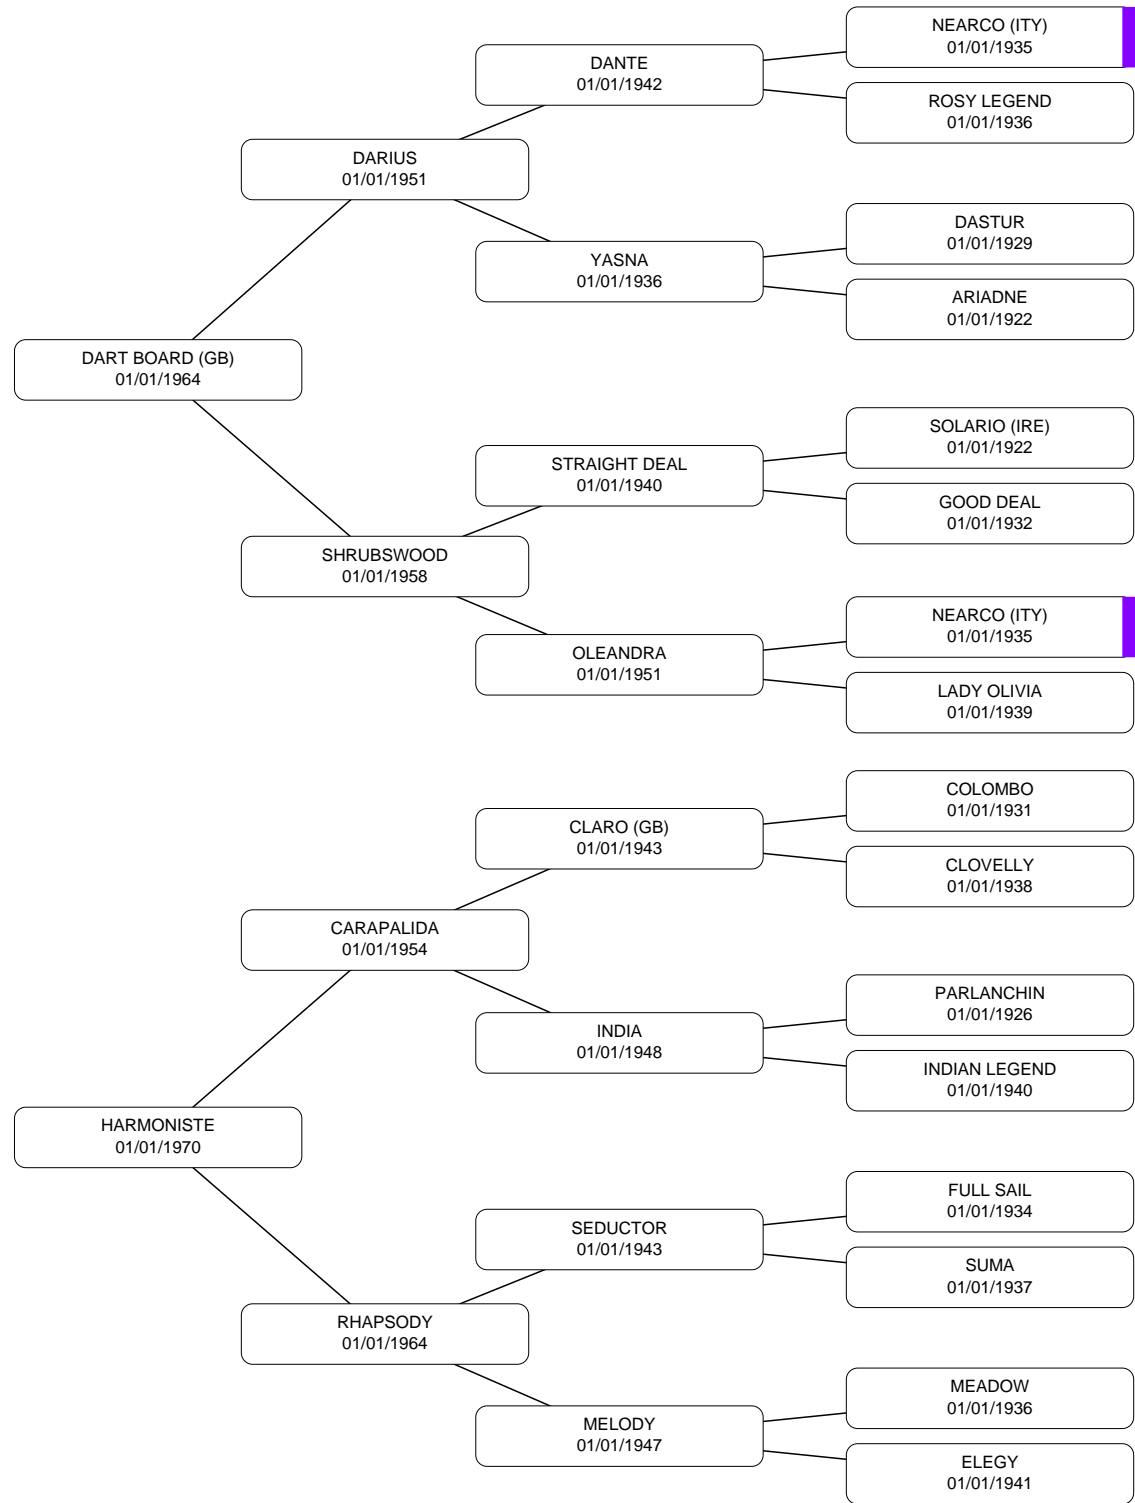 NEARCO (ITY)
01/01/1935
DANTE
01/01/1942
ROSY LEGEND
01/01/1936
DARIUS
01/01/1951
DASTUR
01/01/1929
YASNA
01/01/1936
ARIADNE
01/01/1922
DART BOARD (GB)
01/01/1964
SOLARIO (IRE)
01/01/1922
STRAIGHT DEAL
01/01/1940
GOOD DEAL
01/01/1932
SHRUBSWOOD
01/01/1958
NEARCO (ITY)
01/01/1935
OLEANDRA
01/01/1951
LADY OLIVIA
01/01/1939
COLOMBO
01/01/1931
CLARO (GB)
01/01/1943
CLOVELLY
01/01/1938
CARAPALIDA
01/01/1954
PARLANCHIN
01/01/1926
INDIA
01/01/1948
INDIAN LEGEND
01/01/1940
HARMONISTE
01/01/1970
FULL SAIL
01/01/1934
SEDUCTOR
01/01/1943
SUMA
01/01/1937
RHAPSODY
01/01/1964
MEADOW
01/01/1936
MELODY
01/01/1947
ELEGY
01/01/1941